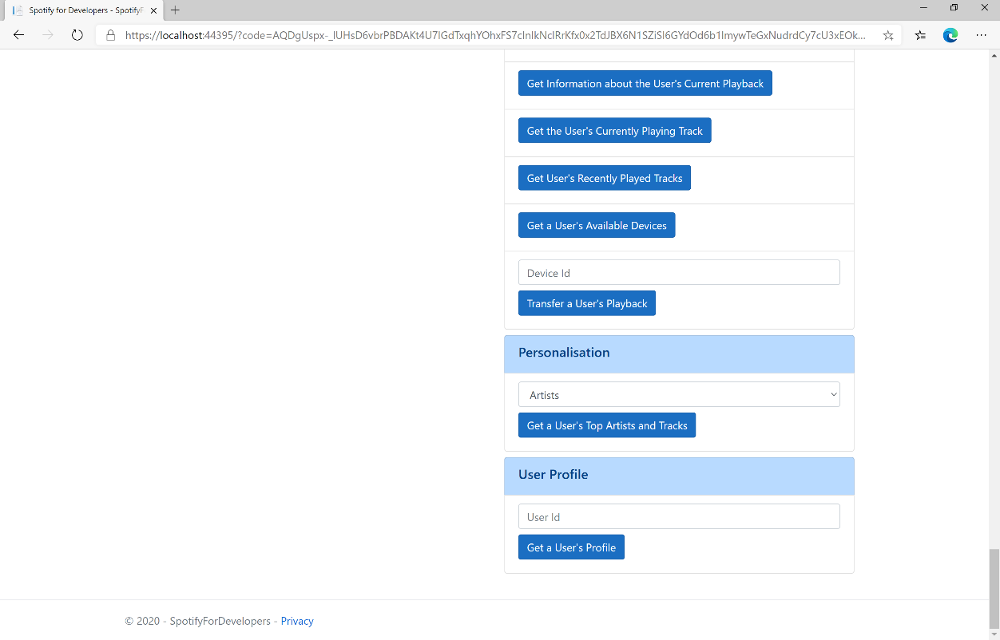 Spotify for Developers - SpotifyF
https://localhost:44395/?code=
Get Information about the User's Current Playback
Get the User's Currently Playing Track
Get User's Recently Played Tracks
Get a User's Available Devices
Device Id
Transfer a User's Playback
Personalisation
Artists
Get a User's Top Artists and Tracks
User Profile
User Id
Get a User's Profile
© 2020 - SpotifyForDevelopers - Privacy